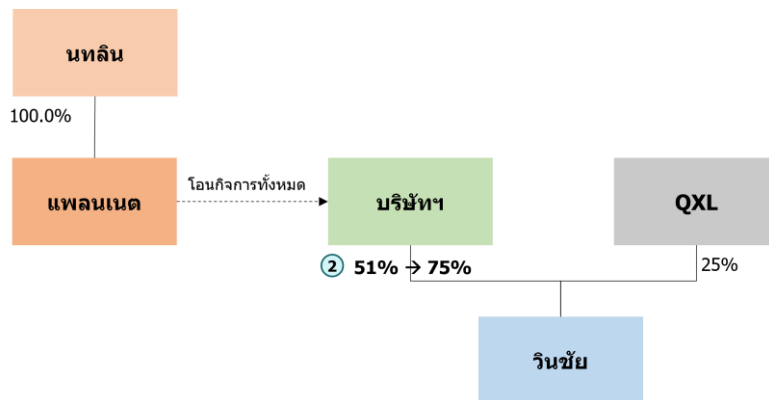 นทลิน
100.0%
แพลนเนต
โอนกิจการทั้งหมด
บริษัทฯ
QXL
2 51% → 75%
25%
วินชัย